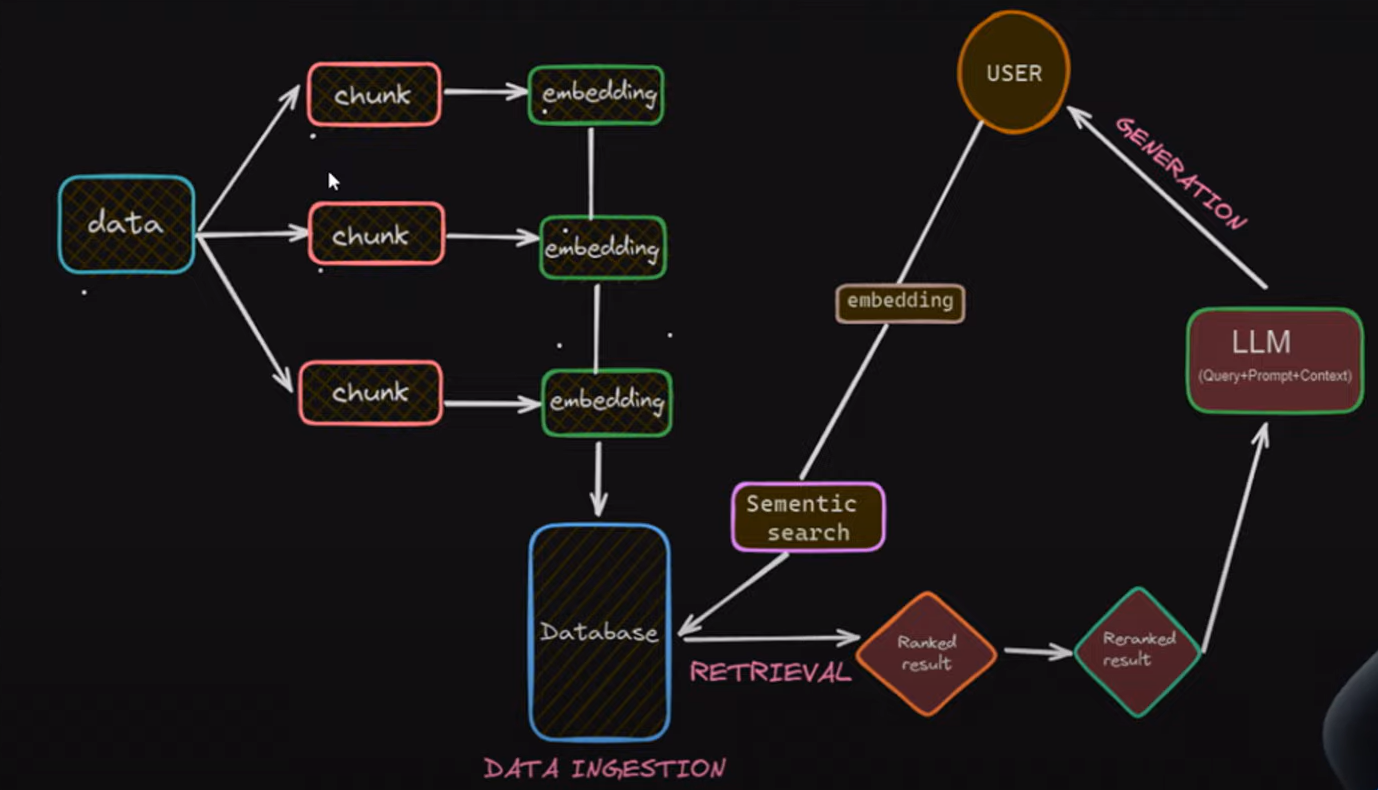 USER
chunk
embedding
GENERATION
data
chunk
embedding
embedding
LLM
(Query+Prompt+Context)
chunk
embedding
Sementic
search
Database
Ranked
result
Reranked
result
RETRIEVAL
DATA INGESTION